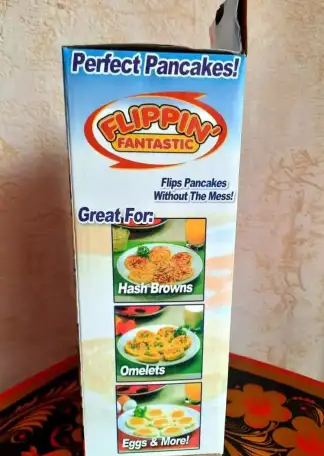 Perfect Pancakes!
FLIPPIN'
FANTASTIC
Flips Pancakes
Without The Mess!
Great For:
Hash Browns
Omelets
Eggs & More!